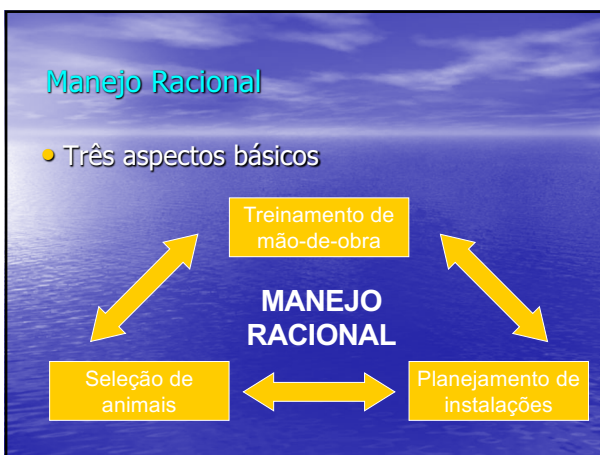 Manejo Racional
• Três aspectos básicos
Treinamento de
mão-de-obra
MANEJO
RACIONAL
Seleção de
animais
Planejamento de
instalações